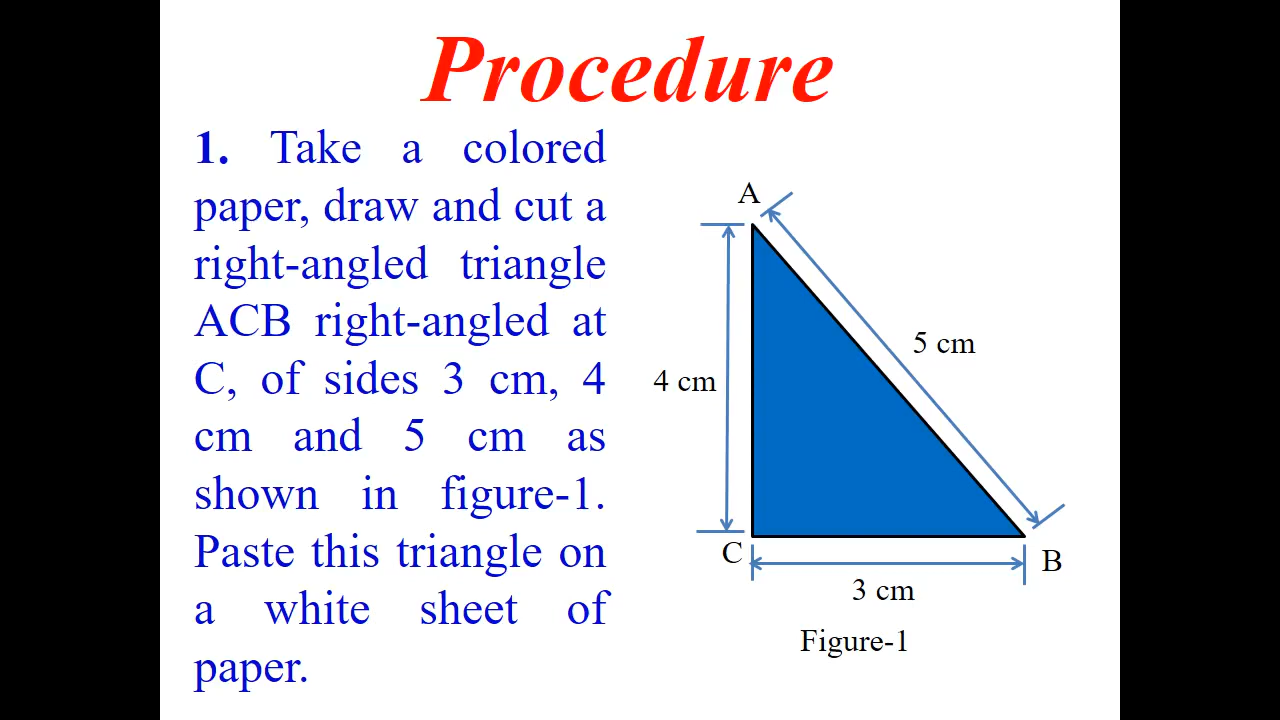 Procedure
1. Take a colored
paper, draw and cut a
right-angled triangle
ACB right-angled at
C, of sides 3 cm, 4
cm and 5 cm as
shown in figure-1.
Paste this triangle on
a white sheet of
paper.
A
5 cm
4 cm
C
B
3 cm
Figure-1